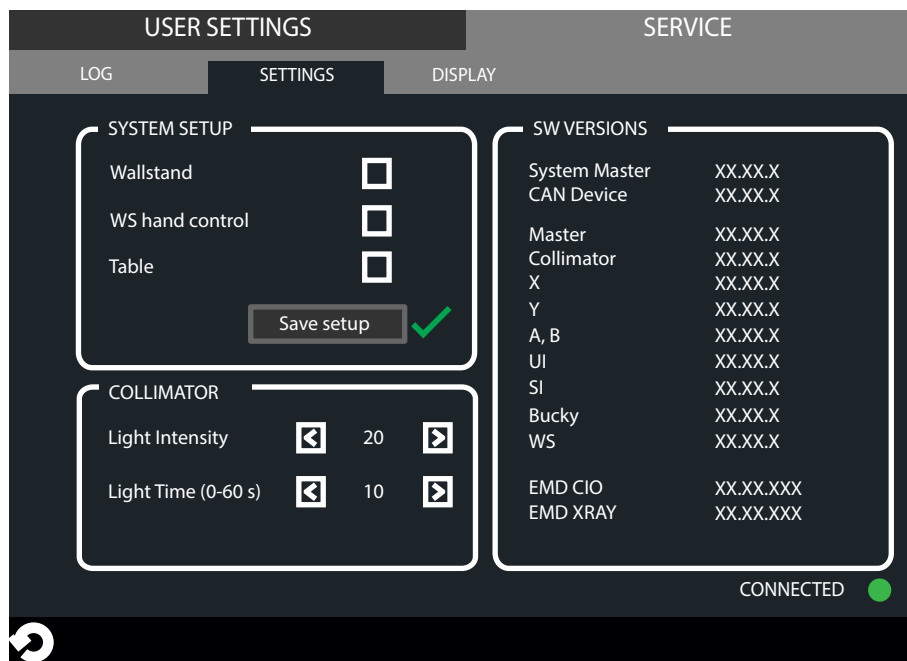 USER SETTINGS SERVICE
LOG SETTINGS DISPLAY
SYSTEM SETUP
Wallstand
WS hand control
Table
Save setup
COLLIMATOR
Light Intensity 20
Light Time (0-60 s) 10
SW VERSIONS
System Master XX.XX.X
CAN Device XX.XX.X
Master XX.XX.X
Collimator XX.XX.X
X XX.XX.X
Y XX.XX.X
A, B XX.XX.X
UI XX.XX.X
SI XX.XX.X
Bucky XX.XX.X
WS XX.XX.X
EMD CIO XX.XX.XXX
EMD XRAY XX.XX.XXX
CONNECTED